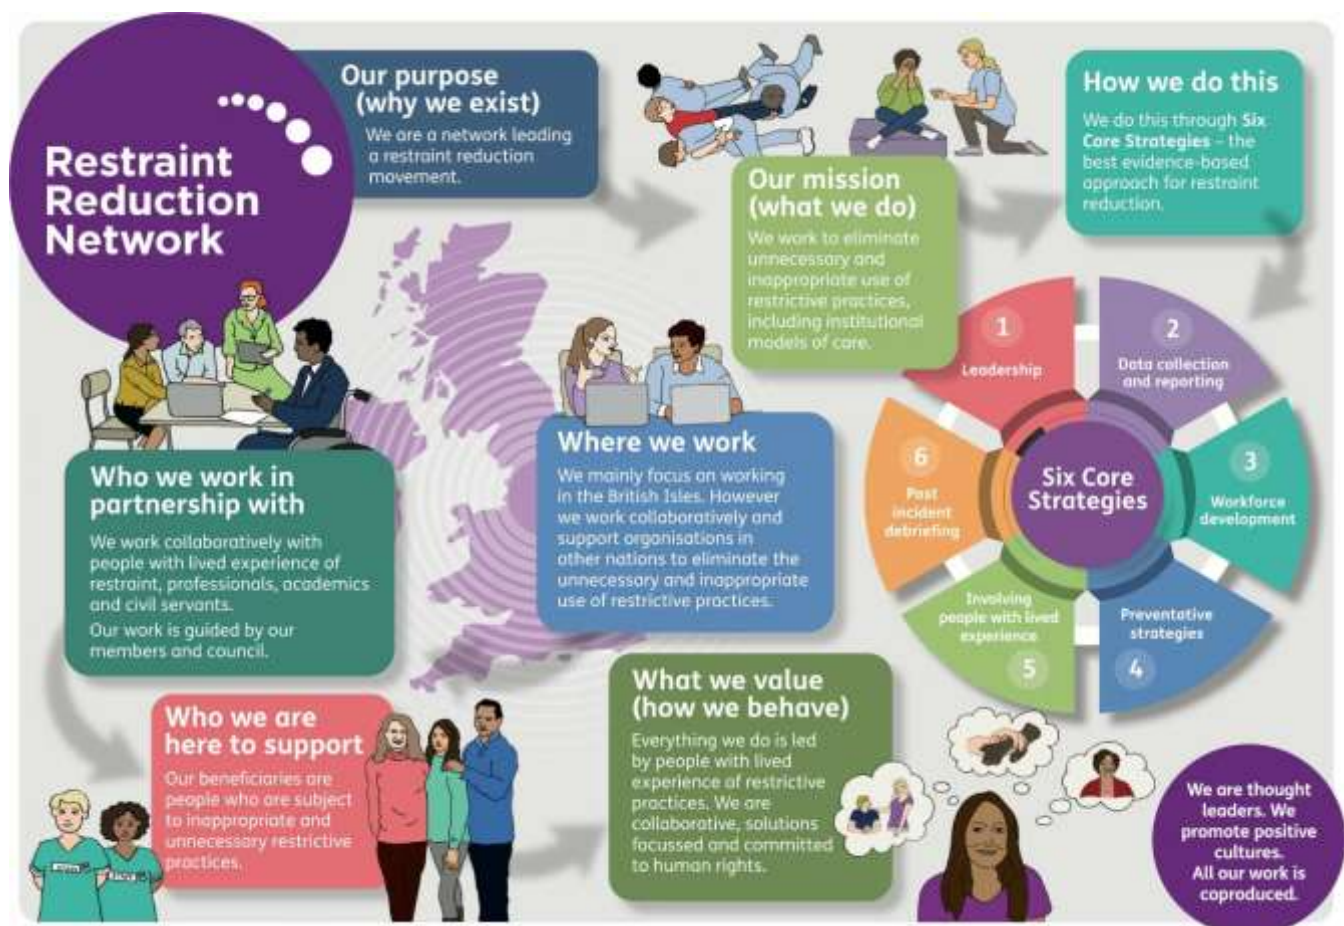 Restraint
Reduction
Network
Our purpose
(why we exist)
We are a network leading
a restraint reduction
movement.
Our mission
(what we do)
We work to eliminate
unnecessary and
inappropriate use of
restrictive practices,
including institutional
models of care.
How we do this
We do this through Six
Core Strategies – the
best evidence-based
approach for restraint
reduction.
1
Leadership
2
Data collection
and reporting
3
Workforce
development
Preventative
strategies
4
Involving
people with lived
experience
5
6
Post
incident
debriefing
Six Core
Strategies
Where we work
We mainly focus on working
in the British Isles. However
we work collaboratively and
support organisations in
other nations to eliminate the
unnecessary and inappropriate
use of restrictive practices.
Who we work in
partnership with
We work collaboratively with
people with lived experience of
restraint, professionals, academics
and civil servants.
Our work is guided by our
members and council.
Who we are
here to support
Our beneficiaries are
people who are subject
to inappropriate and
unnecessary restrictive
practices.
What we value
(how we behave)
Everything we do is led
by people with lived
experience of restrictive
practices. We are
collaborative, solutions
focussed and committed
to human rights.
We are thought
leaders. We
promote positive
cultures.
All our work is
coproduced.